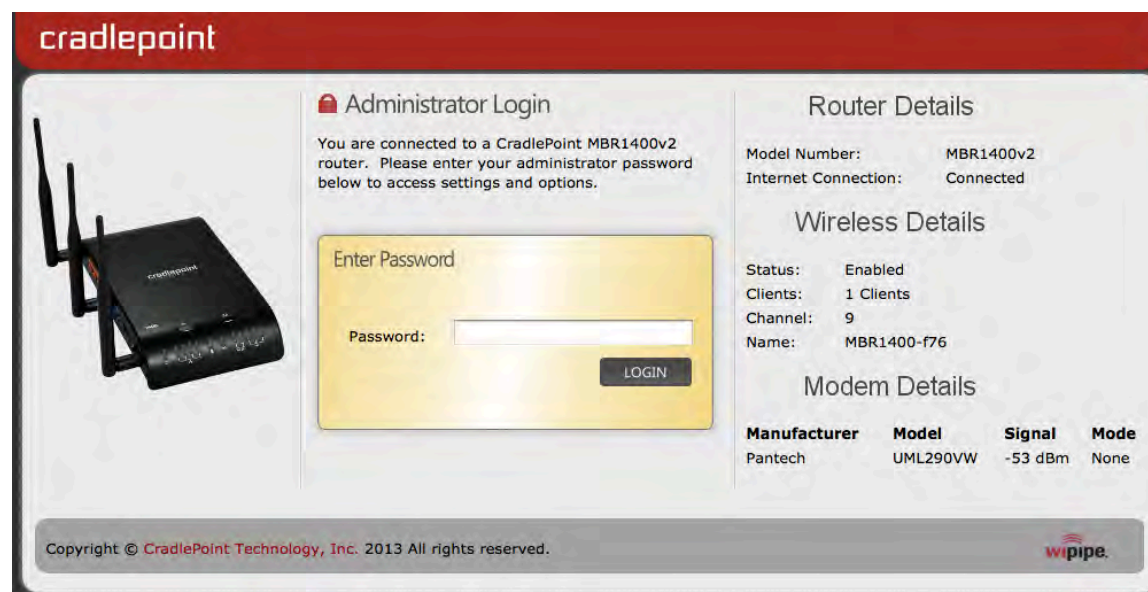 cradlepoint
Administrator Login
You are connected to a CradlePoint MBR1400v2
router. Please enter your administrator password
below to access settings and options.
Enter Password
Password:
LOGIN
Router Details
Model Number: MBR1400v2
Internet Connection: Connected
Wireless Details
Status: Enabled
Clients: 1 Clients
Channel: 9
Name: MBR1400-f76
Modem Details
Manufacturer Model Signal Mode
Pantech UML290VW -53 dBm None
cradlepoint
Copyright © CradlePoint Technology, Inc. 2013 All rights reserved.
wipipe.